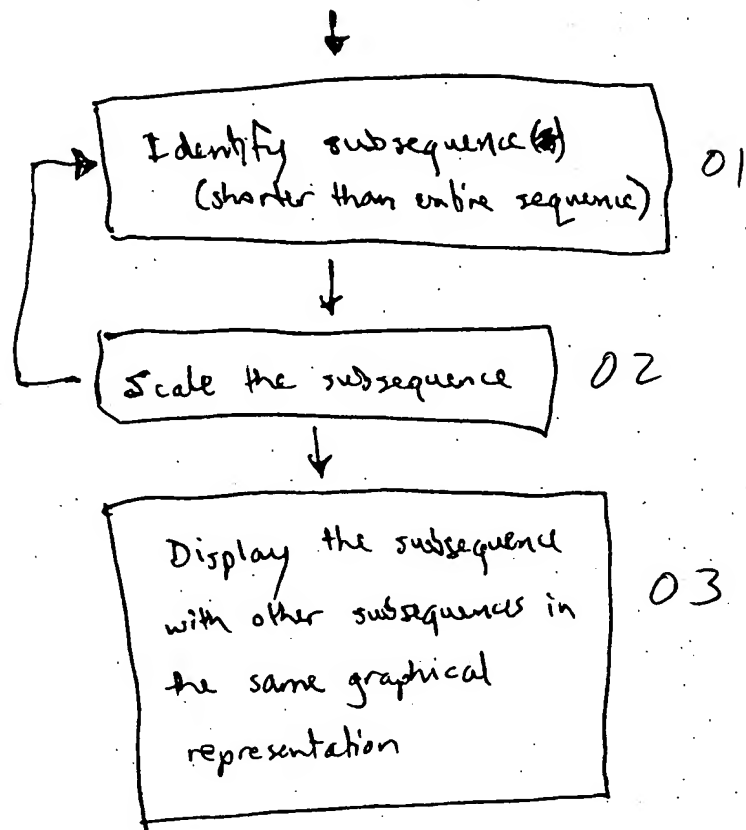 Identify subsequence
(shorter than entire sequence)
01
Scale the subsequence
02
Display the subsequence
with other subsequences in
the same graphical
representation
03